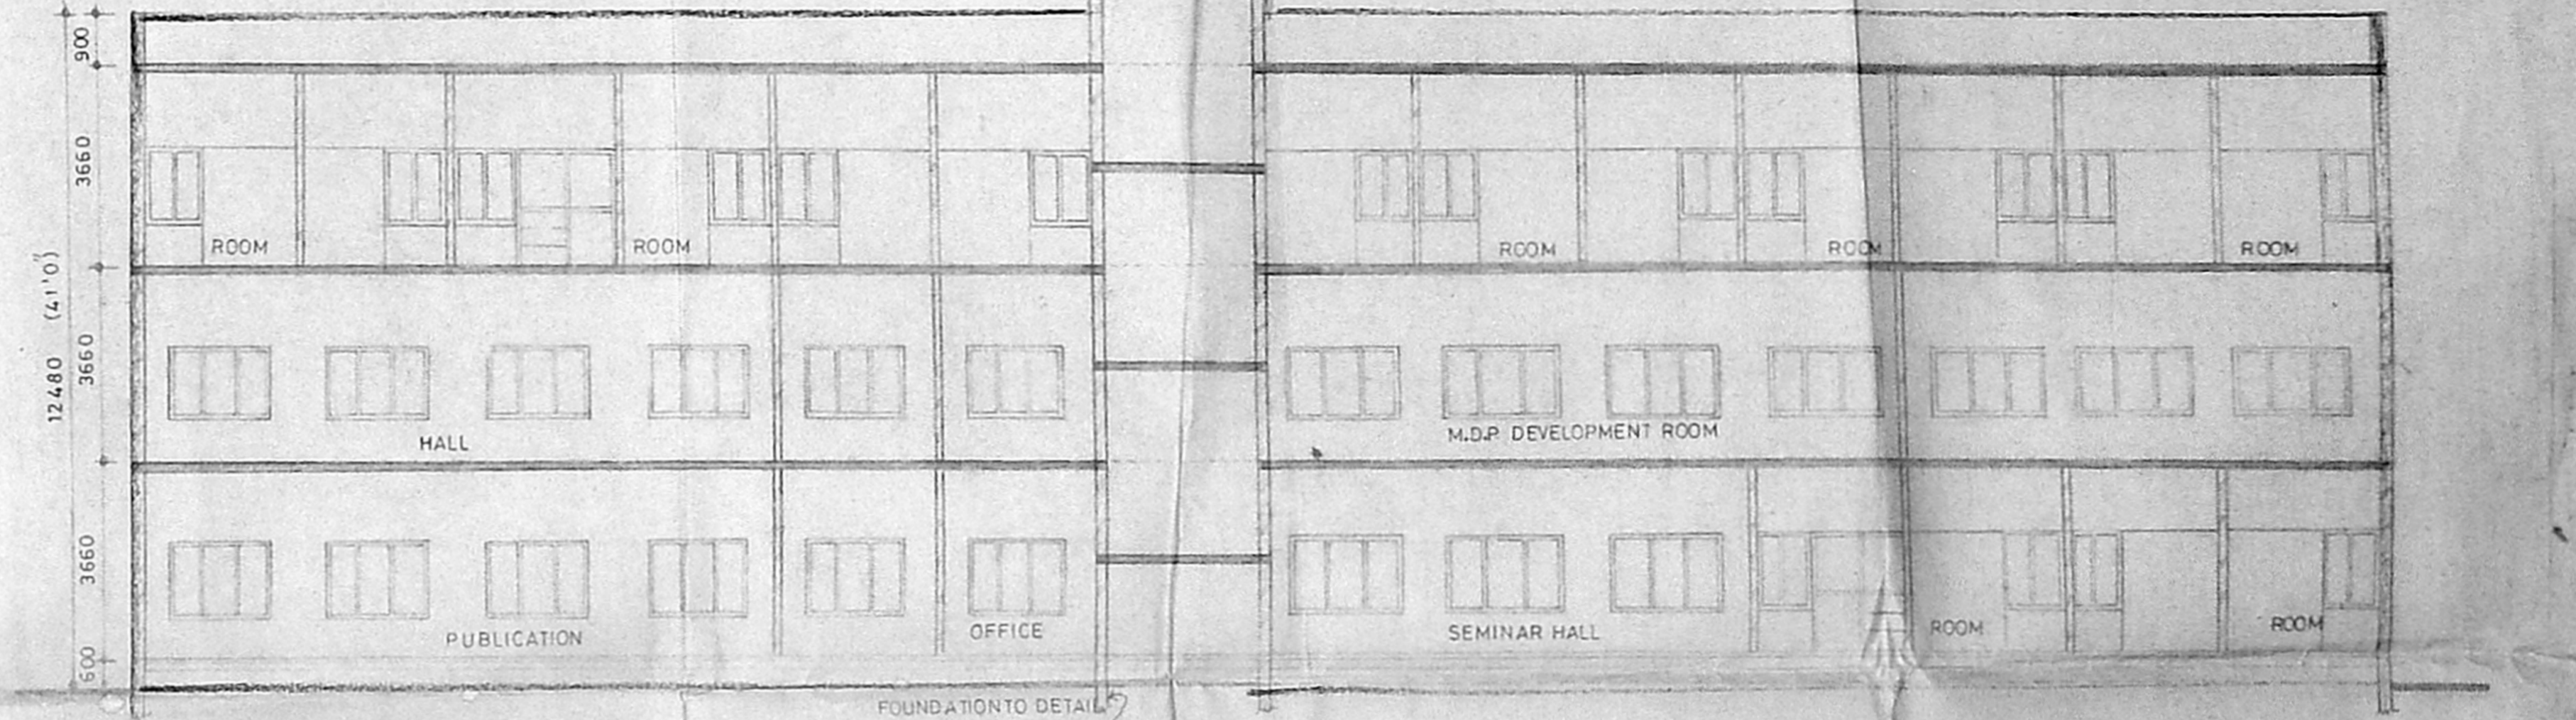 900
3660
3660
3660
600
12480 (41'0")
ROOM
ROOM
ROOM
ROOM
ROOM
HALL
M.D.P. DEVELOPMENT ROOM
PUBLICATION
OFFICE
SEMINAR HALL
ROOM
ROOM
FOUNDATION TO DETAIL